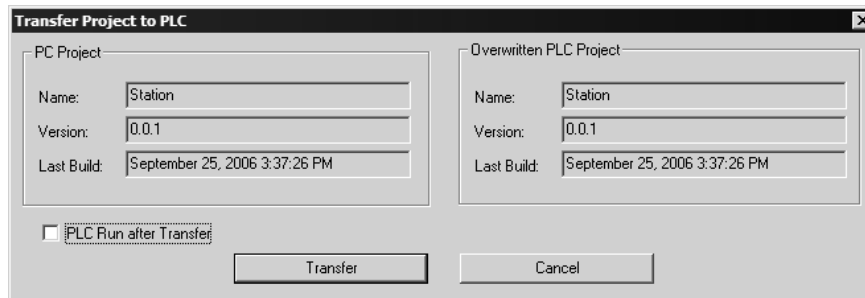 Transfer Project to PLC
PC Project
Name: Station
Version: 0.0.1
Last Build: September 25, 2006 3:37:26 PM
Overwritten PLC Project
Name: Station
Version: 0.0.1
Last Build: September 25, 2006 3:37:26 PM
PLC Run after Transfer
Transfer
Cancel